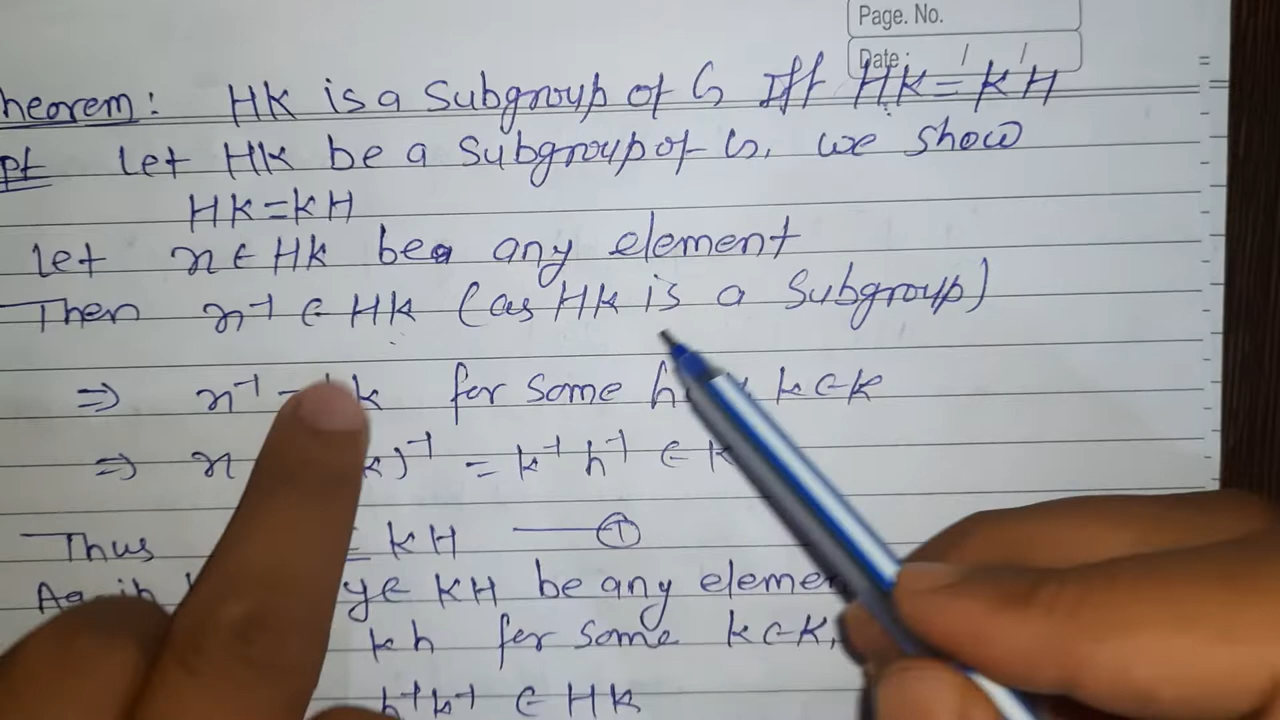 Page. No.
Date:
heorem: HK is a Subgroup of G Iff HK=KH
Pf Let HK be a Subgroup of G, we show
HK=KH
Let x∈HK be any element
Then x⁻¹ ∈ HK (as HK is a Subgroup)
⇒ x⁻¹ = k for some h k∈K
⇒ x k)⁻¹ = k⁻¹h⁻¹ ∈ K
Thus ⊆ KH — ①
Again y∈ KH be any elemen
kh for some k∈K,
h⁻¹k⁻¹ ∈ HK